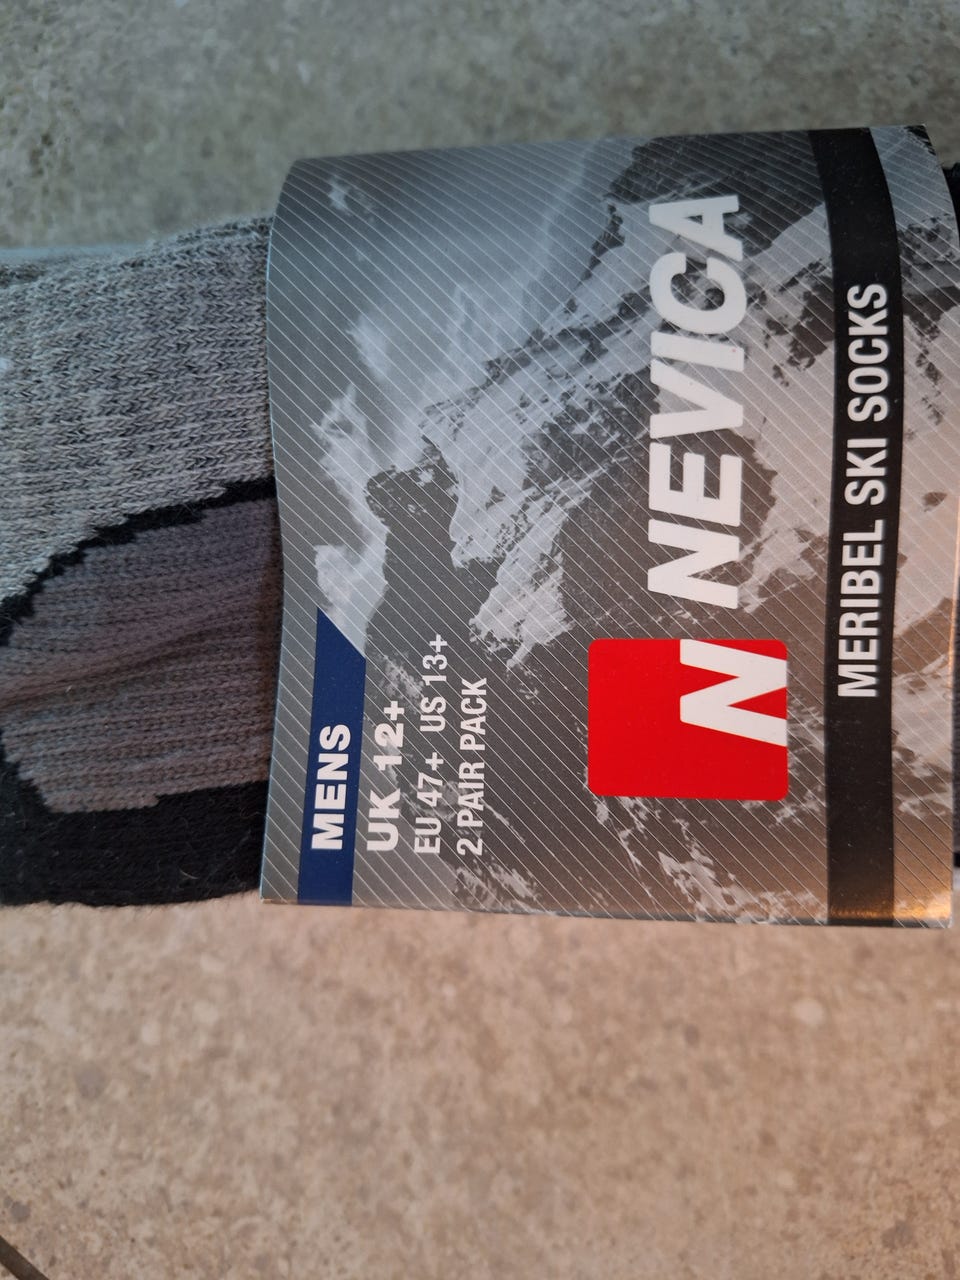 MENS
UK 12+
EU 47+ US 13+
2 PAIR PACK
N NEVICA
MERIBEL SKI SOCKS